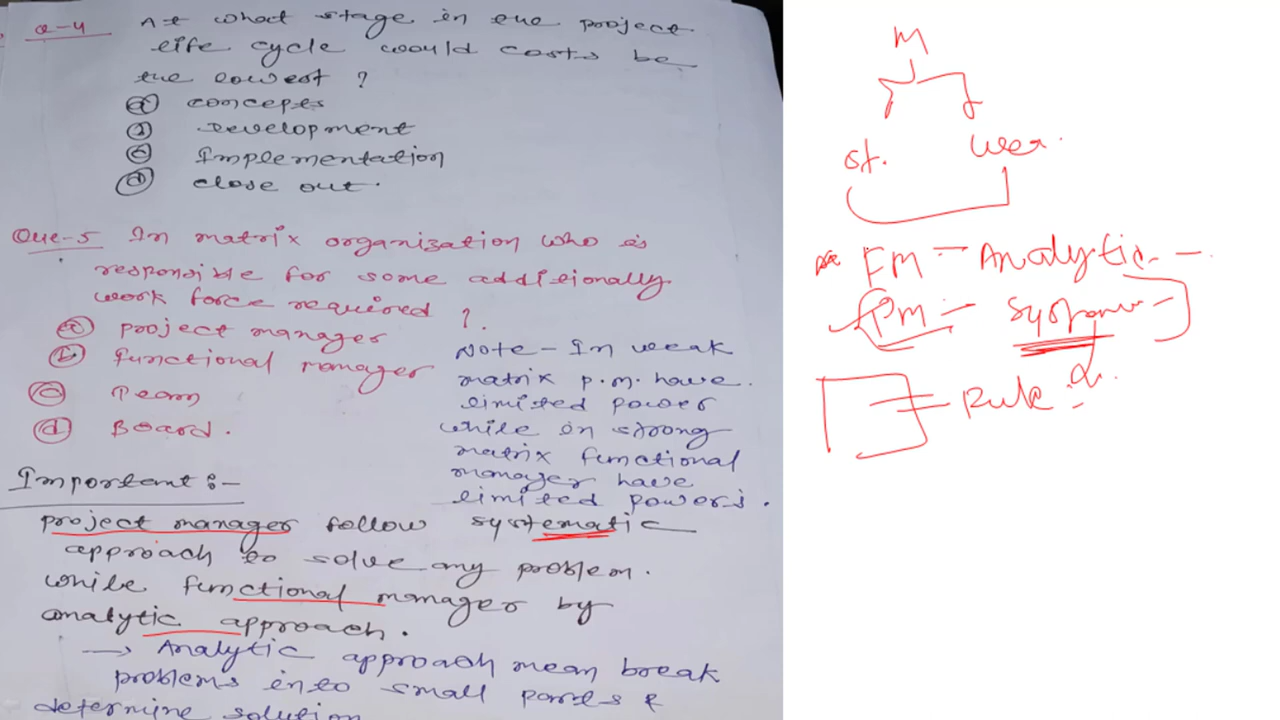 Q-4 At what stage in the project
life cycle would costs be
the lowest ?
(a) concepts
(b) Development
(c) Implementation
(d) close out.
Que-5 In matrix organization who is
responsible for some additionally
work force required ?
(a) project manager
(b) functional manager
(c) Team
(d) Board.
Note - In weak
matrix p.m. have
limited power
while in strong
matrix functional
manager have
limited powers.
Important :-
project manager follow systematic
approach to solve any problem.
while functional manager by
analytic approach.
→ Analytic approach mean break
problems into small parts &
determine solution
M
st. wea.
FM - Analytic -
PM -
Rule